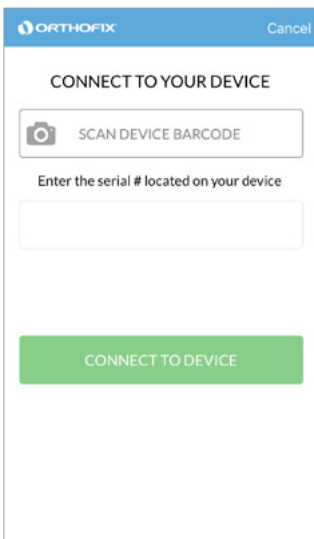 ORTHOFIX Cancel
CONNECT TO YOUR DEVICE
SCAN DEVICE BARCODE
Enter the serial # located on your device
CONNECT TO DEVICE